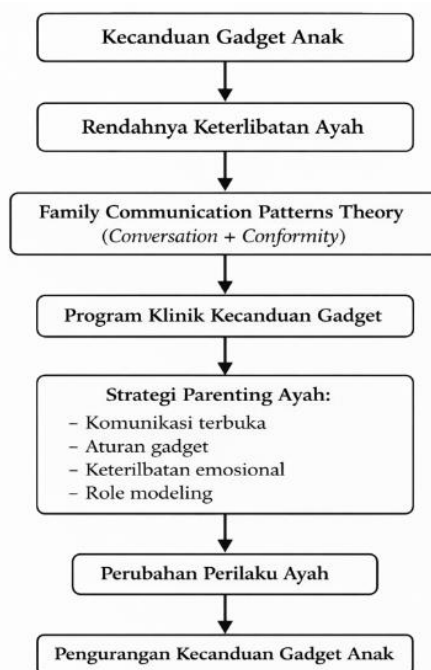 Kecanduan Gadget Anak
Rendahnya Keterlibatan Ayah
Family Communication Patterns Theory
(Conversation + Conformity)
Program Klinik Kecanduan Gadget
Strategi Parenting Ayah:
– Komunikasi terbuka
– Aturan gadget
– Keterilbatan emosional
– Role modeling
Perubahan Perilaku Ayah
Pengurangan Kecanduan Gadget Anak